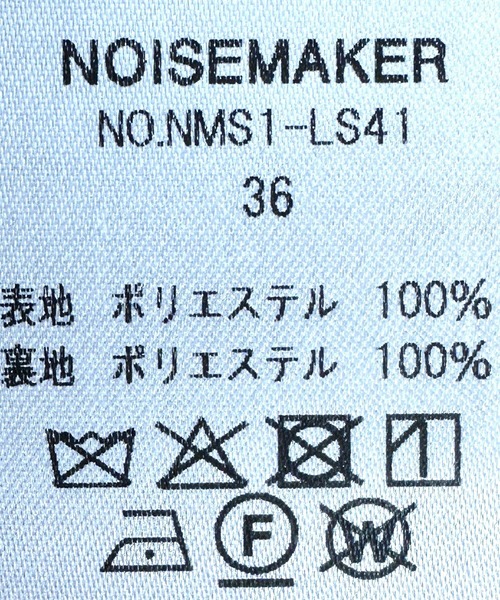 NOISEMAKER
NO.NMS1-LS41
36
表地 ポリエステル 100%
裏地 ポリエステル 100%
F W